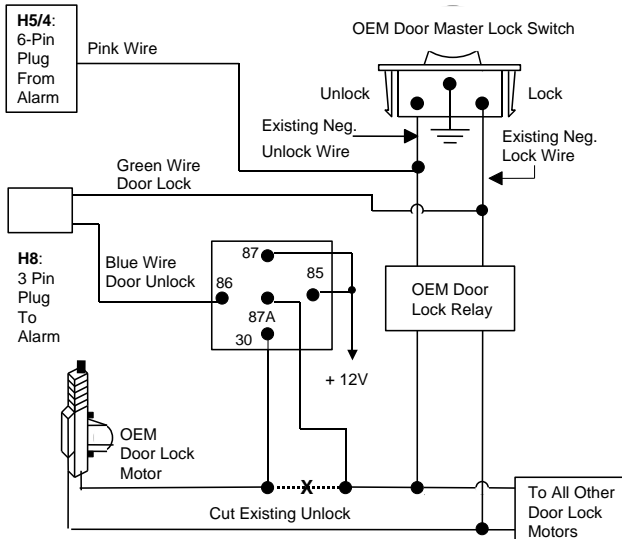 H5/4:
6-Pin
Plug
From
Alarm
Pink Wire
OEM Door Master Lock Switch
Unlock
Lock
Existing Neg.
Unlock Wire
Existing Neg.
Lock Wire
Green Wire
Door Lock
H8:
3 Pin
Plug
To
Alarm
Blue Wire
Door Unlock
87
86
85
87A
30
+ 12V
OEM Door
Lock Relay
OEM
Door Lock
Motor
X
Cut Existing Unlock
To All Other
Door Lock
Motors